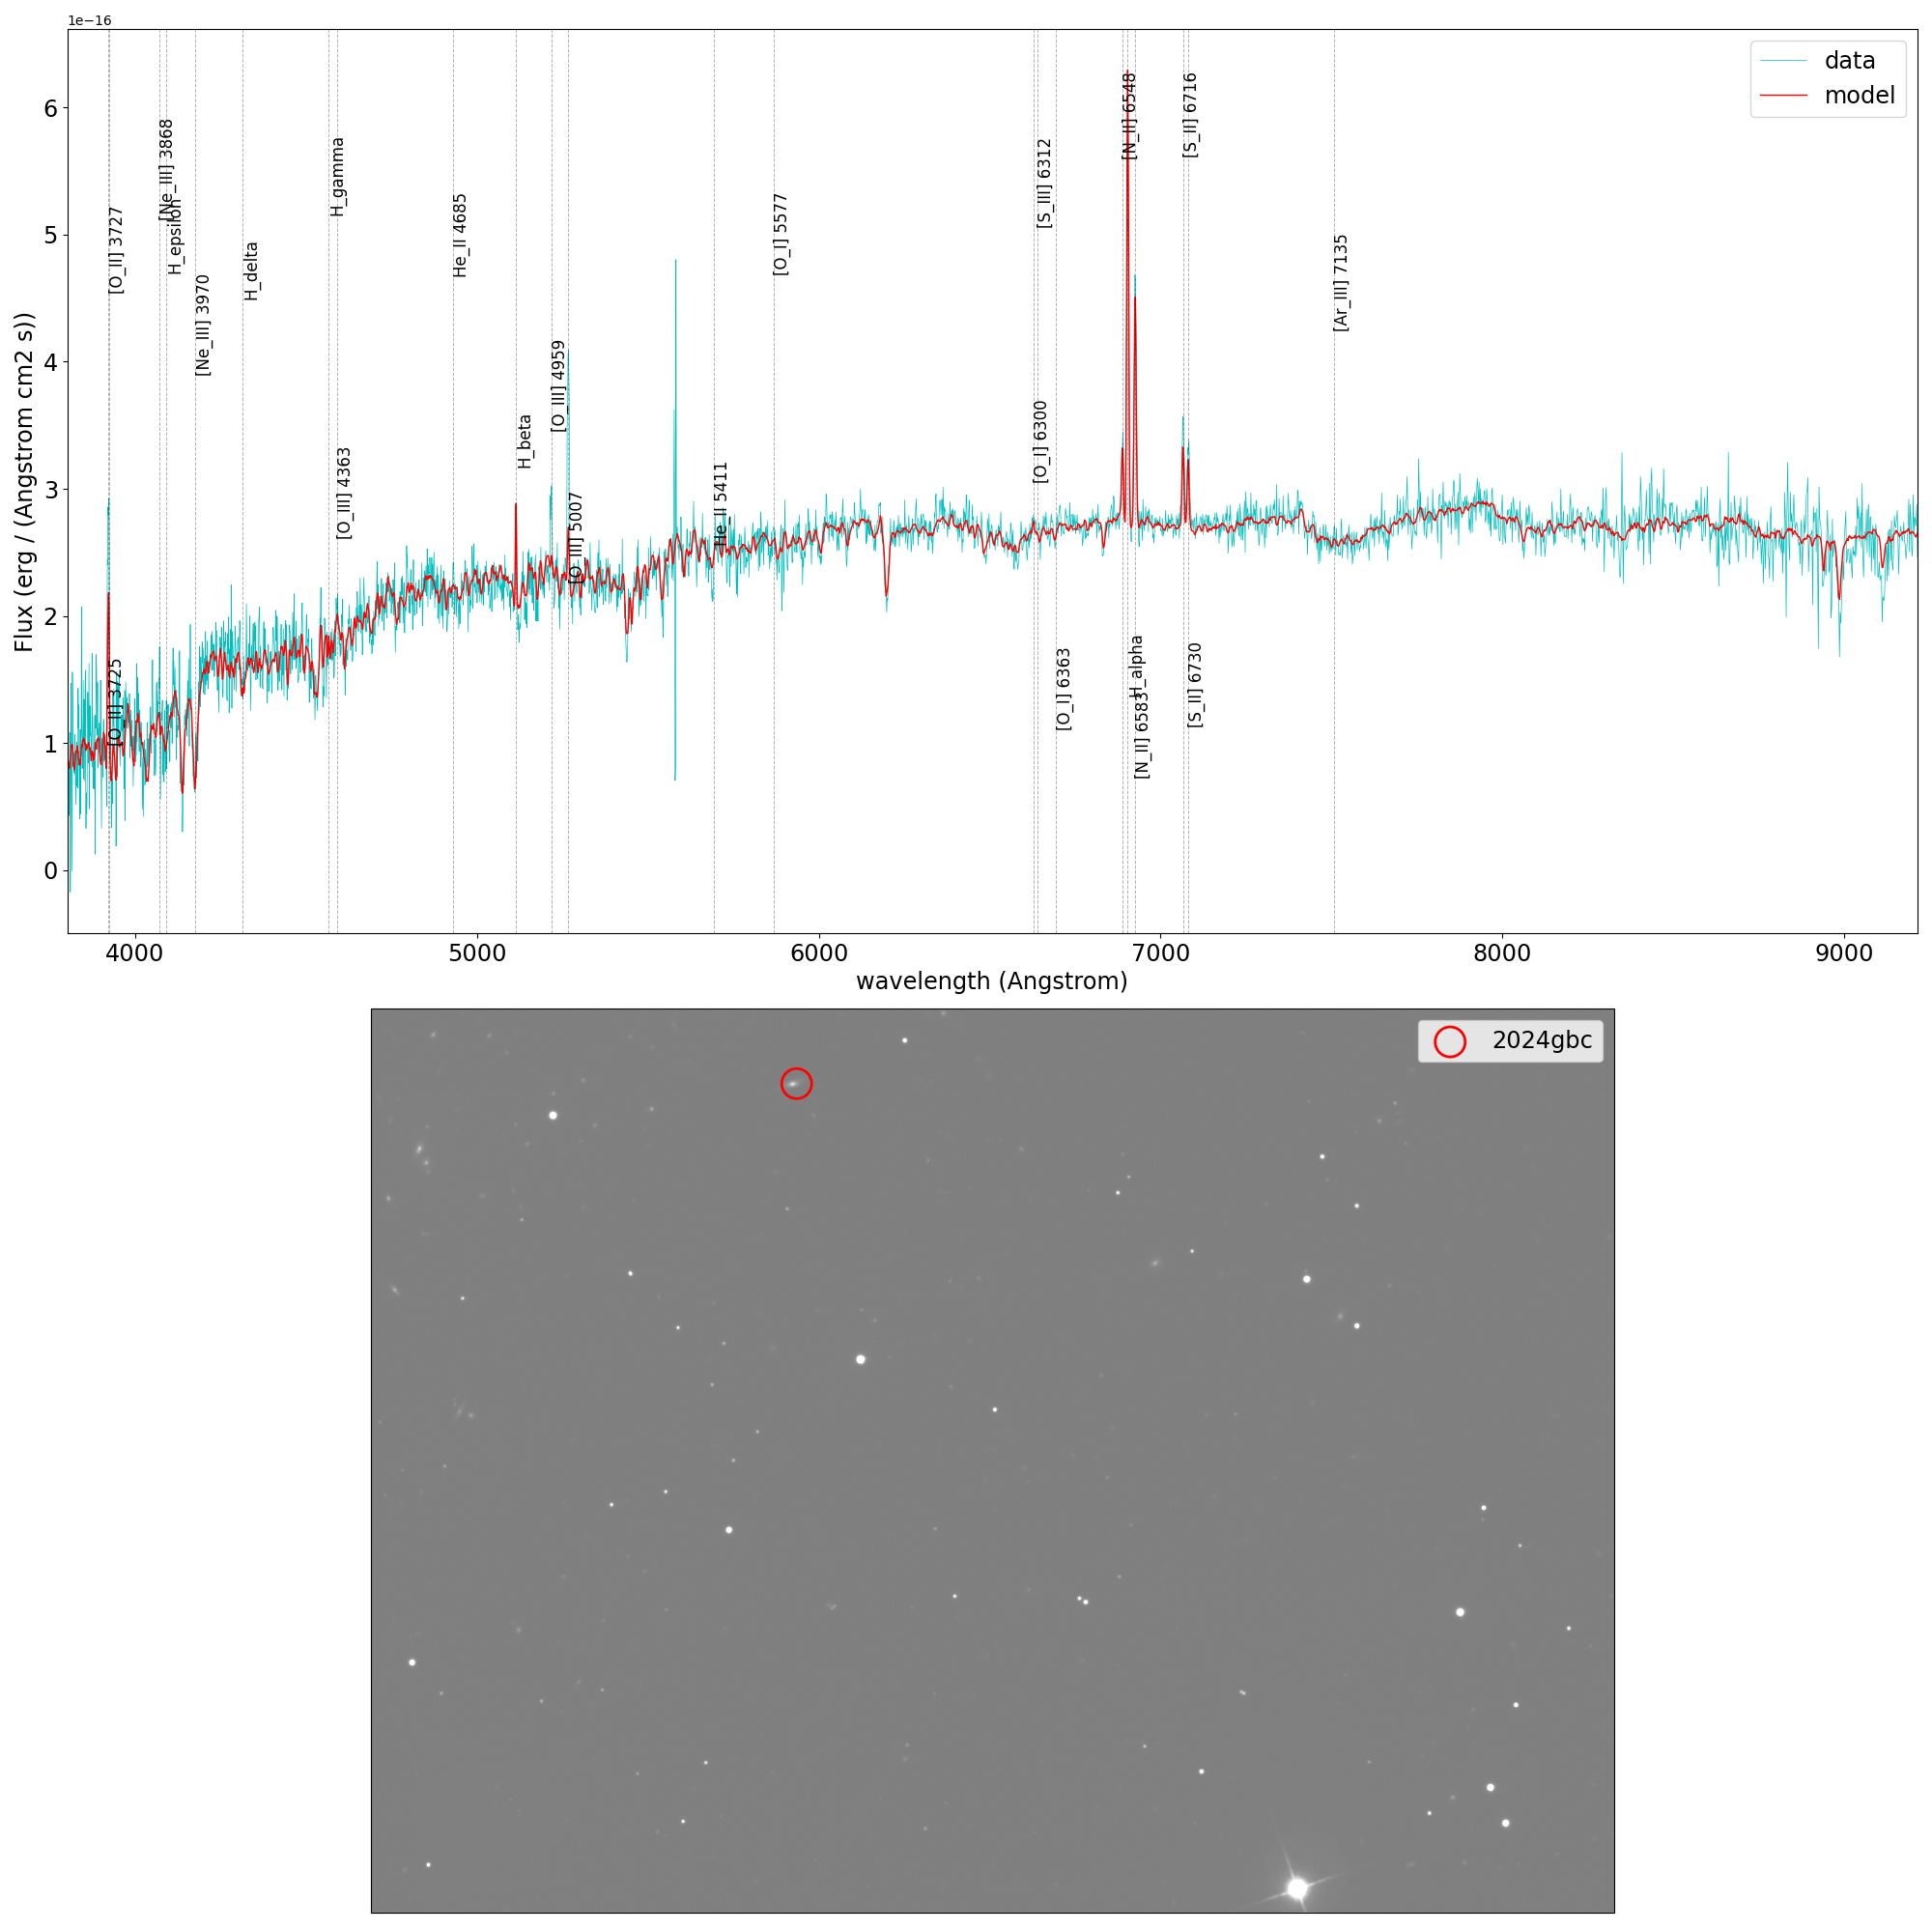 1e−16
data
model
[N_II] 6548
[S_II] 6716
[Ne_III] 3868
[S_III] 6312
H_gamma
[O_II] 3727
H_epsilon
He_II 4685
[O_I] 5577
H_delta
[Ar_III] 7135
[Ne_III] 3970
[O_III] 4959
[O_I] 6300
H_beta
[O_III] 4363
He_II 5411
[O_III] 5007
[O_II] 3725
H_alpha
[O_I] 6363
[S_II] 6730
[N_II] 6583
6
5
4
3
2
1
0
Flux (erg / (Angstrom cm2 s))
4000 5000 6000 7000 8000 9000
wavelength (Angstrom)
2024gbc